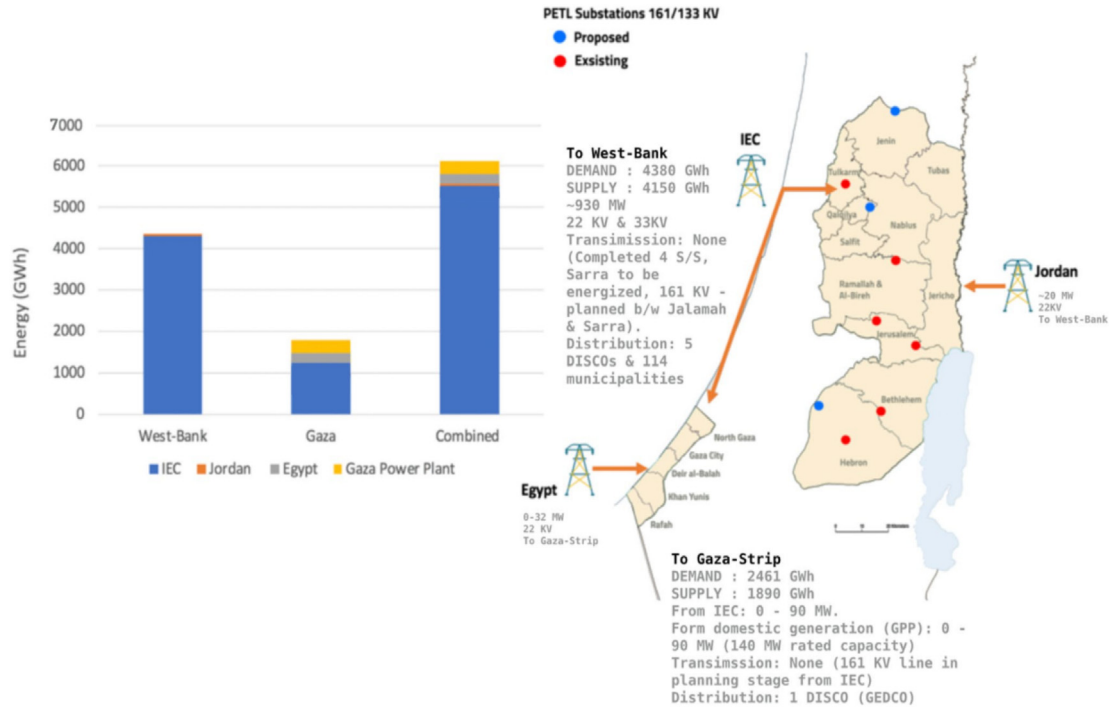 PETL Substations 161/133 KV
Proposed
Exsisting
7000
6000
5000
4000
3000
2000
1000
0
Energy (GWh)
West-Bank
Gaza
Combined
IEC
Jordan
Egypt
Gaza Power Plant
To West-Bank
DEMAND : 4380 GWh
SUPPLY : 4150 GWh
~930 MW
22 KV & 33KV
Transimission: None
(Completed 4 S/S,
Sarra to be
energized, 161 KV -
planned b/w Jalamah
& Sarra).
Distribution: 5
DISCOs & 114
municipalities
IEC
Jenin
Tubas
Tulkarm
Qalqilya
Nablus
Salfit
Ramallah &
Al-Bireh
Jericho
Jerusalem
Bethlehem
Hebron
Jordan
~20 MW
22KV
To West-Bank
North Gaza
Gaza City
Deir al-Balah
Khan Yunis
Rafah
Egypt
0-32 MW
22 KV
To Gaza-Strip
To Gaza-Strip
DEMAND : 2461 GWh
SUPPLY : 1890 GWh
From IEC: 0 - 90 MW.
Form domestic generation (GPP): 0 -
90 MW (140 MW rated capacity)
Transimssion: None (161 KV line in
planning stage from IEC)
Distribution: 1 DISCO (GEDCO)